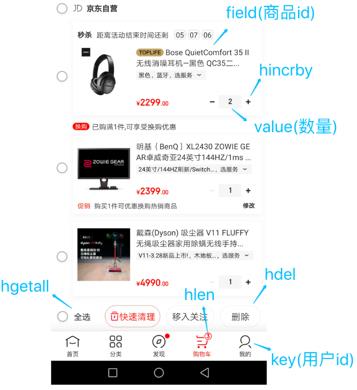 field(商品id)
JD 京东自营
秒杀 距离活动结束时间还剩 05 07 06
TOPLIFE Bose QuietComfort 35 II
无线消噪耳机—黑色 QC35二...
黑色，蓝牙，选服务
hincrby
¥2299.00 − 2 +
value(数量)
换购 已购满1件,可享受换购优惠
明基（BenQ）XL2430 ZOWIE GE
AR卓威奇亚24英寸144HZ/1ms ...
ZOWIE GEAR
24英寸/144HZ刷新/Switch...，选服务
¥2399.00 − 1 +
促销 购买1件可优惠换购热销商品 修改
戴森(Dyson) 吸尘器 V11 FLUFFY
无绳吸尘器家用除螨无线手持...
V11-3.28新品上市!，木地板...，选服务
¥4990.00 − 1 +
hgetall
hlen
hdel
全选 快速清理 移入关注 删除
首页 分类 发现 购物车 3 我的
key(用户id)